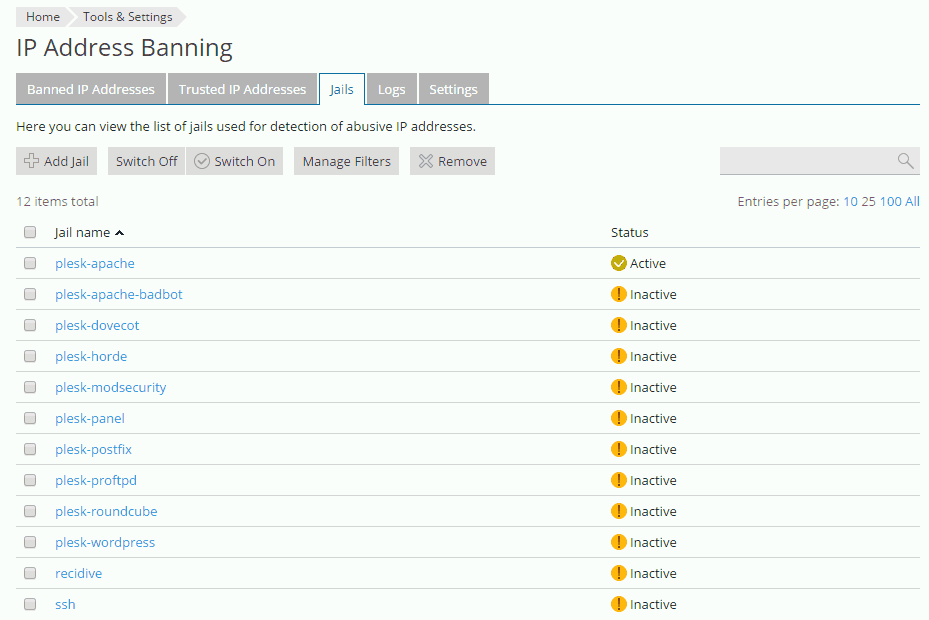 Home Tools & Settings
IP Address Banning
Banned IP Addresses Trusted IP Addresses Jails Logs Settings
Here you can view the list of jails used for detection of abusive IP addresses.
Add Jail Switch Off Switch On Manage Filters Remove
12 items total Entries per page: 10 25 100 All
Jail name Status
plesk-apache Active
plesk-apache-badbot Inactive
plesk-dovecot Inactive
plesk-horde Inactive
plesk-modsecurity Inactive
plesk-panel Inactive
plesk-postfix Inactive
plesk-proftpd Inactive
plesk-roundcube Inactive
plesk-wordpress Inactive
recidive Inactive
ssh Inactive